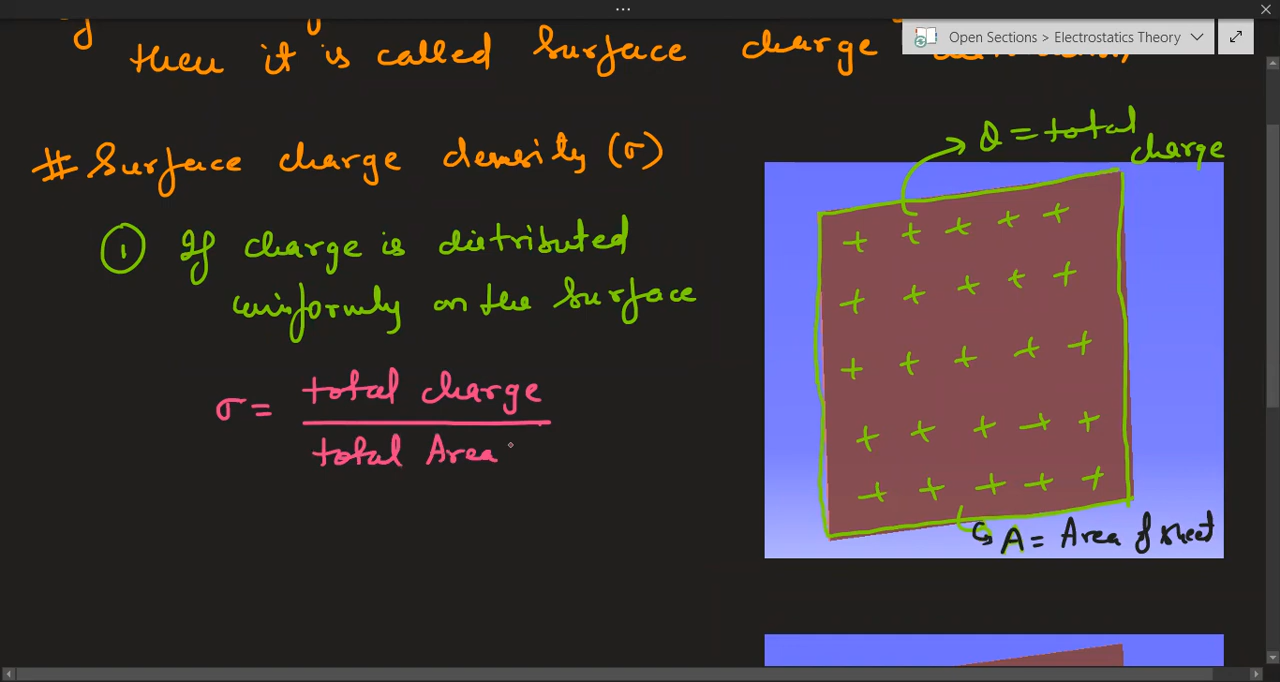 Open Sections > Electrostatics Theory
then it is called Surface charge
# Surface charge density (σ)
① If charge is distributed
uniformly on the surface
σ = total charge
total Area
Q = total
charge
+ + + + +
+ + + + +
+ + + + +
+ + + + +
+ + + + +
A = Area of sheet